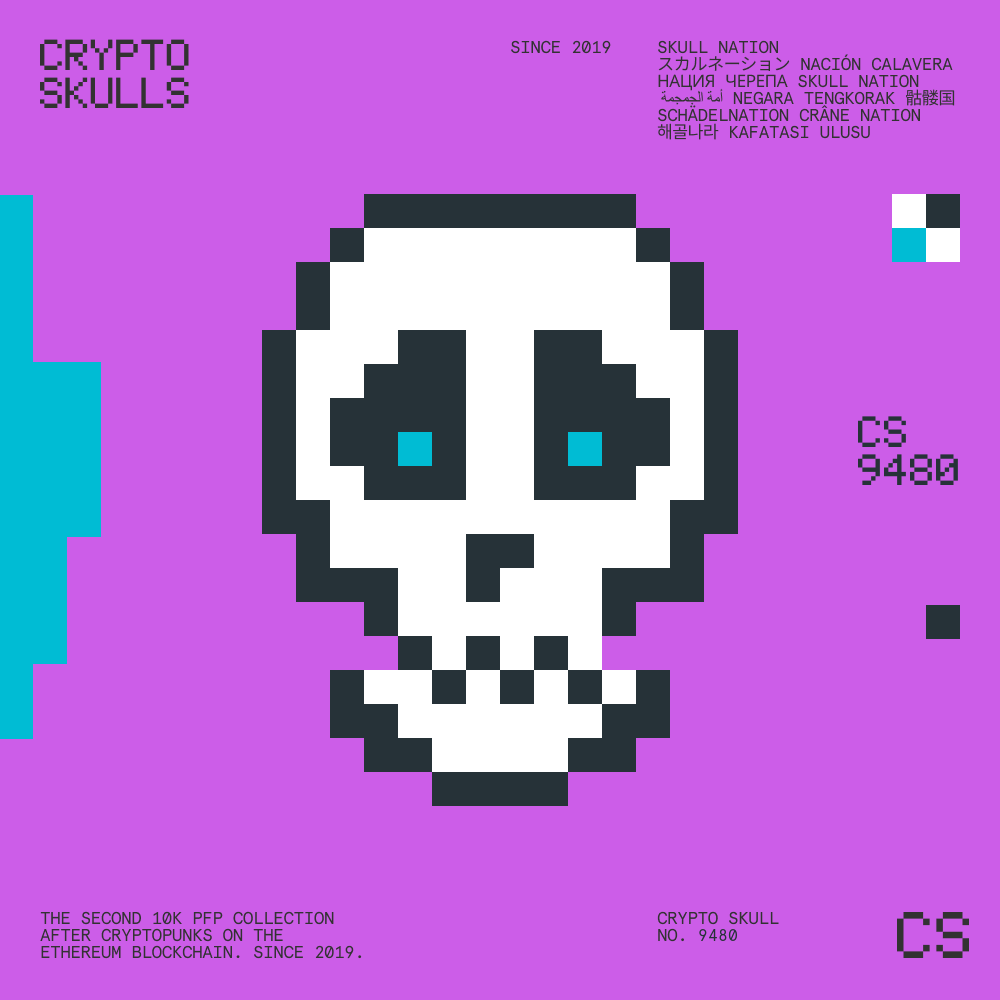 CRYPTO
SKULLS
SINCE 2019
SKULL NATION
スカルネーション NACIÓN CALAVERA
НАЦИЯ ЧЕРЕПА SKULL NATION
أمة الجمجمة NEGARA TENGKORAK 骷髅国
SCHÄDELNATION CRÂNE NATION
해골나라 KAFATASI ULUSU
CS
9480
THE SECOND 10K PFP COLLECTION
AFTER CRYPTOPUNKS ON THE
ETHEREUM BLOCKCHAIN. SINCE 2019.
CRYPTO SKULL
NO. 9480
CS